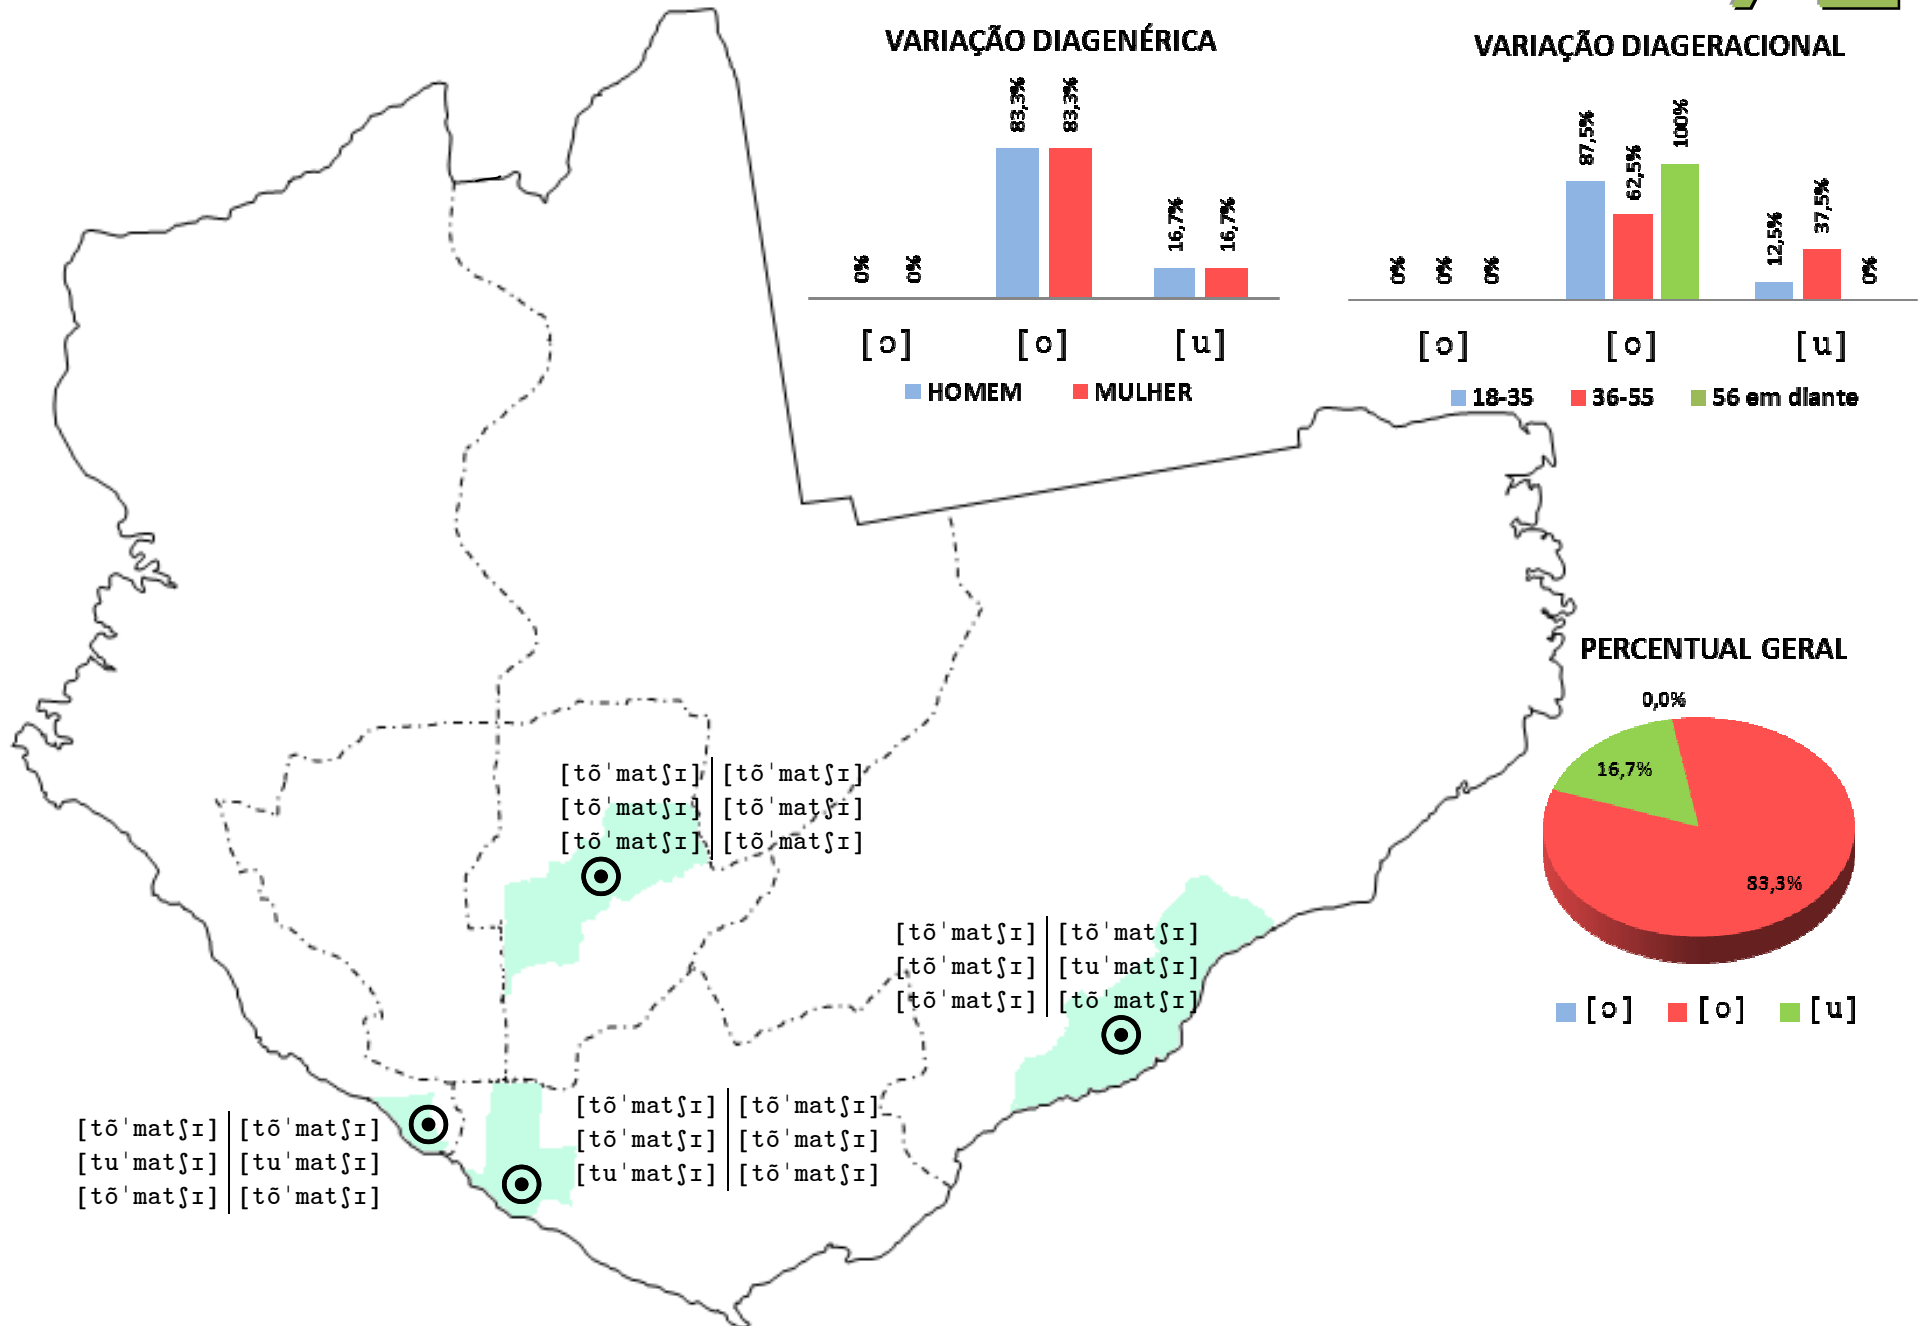 VARIAÇÃO DIAGENÉRICA
83,3% 83,3%
16,7% 16,7%
0% 0%
[ɔ] [o] [u]
HOMEM MULHER
VARIAÇÃO DIAGERACIONAL
87,5% 62,5% 100%
12,5% 37,5% 0%
0% 0% 0%
[ɔ] [o] [u]
18-35 36-55 56 em diante
PERCENTUAL GERAL
0,0%
16,7%
83,3%
[ɔ] [o] [u]
[tõˈmatʃɪ] [tõˈmatʃɪ]
[tõˈmatʃɪ] [tõˈmatʃɪ]
[tõˈmatʃɪ] [tõˈmatʃɪ]
[tõˈmatʃɪ] [tõˈmatʃɪ]
[tõˈmatʃɪ] [tuˈmatʃɪ]
[tõˈmatʃɪ] [tõˈmatʃɪ]
[tõˈmatʃɪ] [tõˈmatʃɪ]
[tõˈmatʃɪ] [tõˈmatʃɪ]
[tuˈmatʃɪ] [tõˈmatʃɪ]
[tõˈmatʃɪ] [tõˈmatʃɪ]
[tuˈmatʃɪ] [tuˈmatʃɪ]
[tõˈmatʃɪ] [tõˈmatʃɪ]